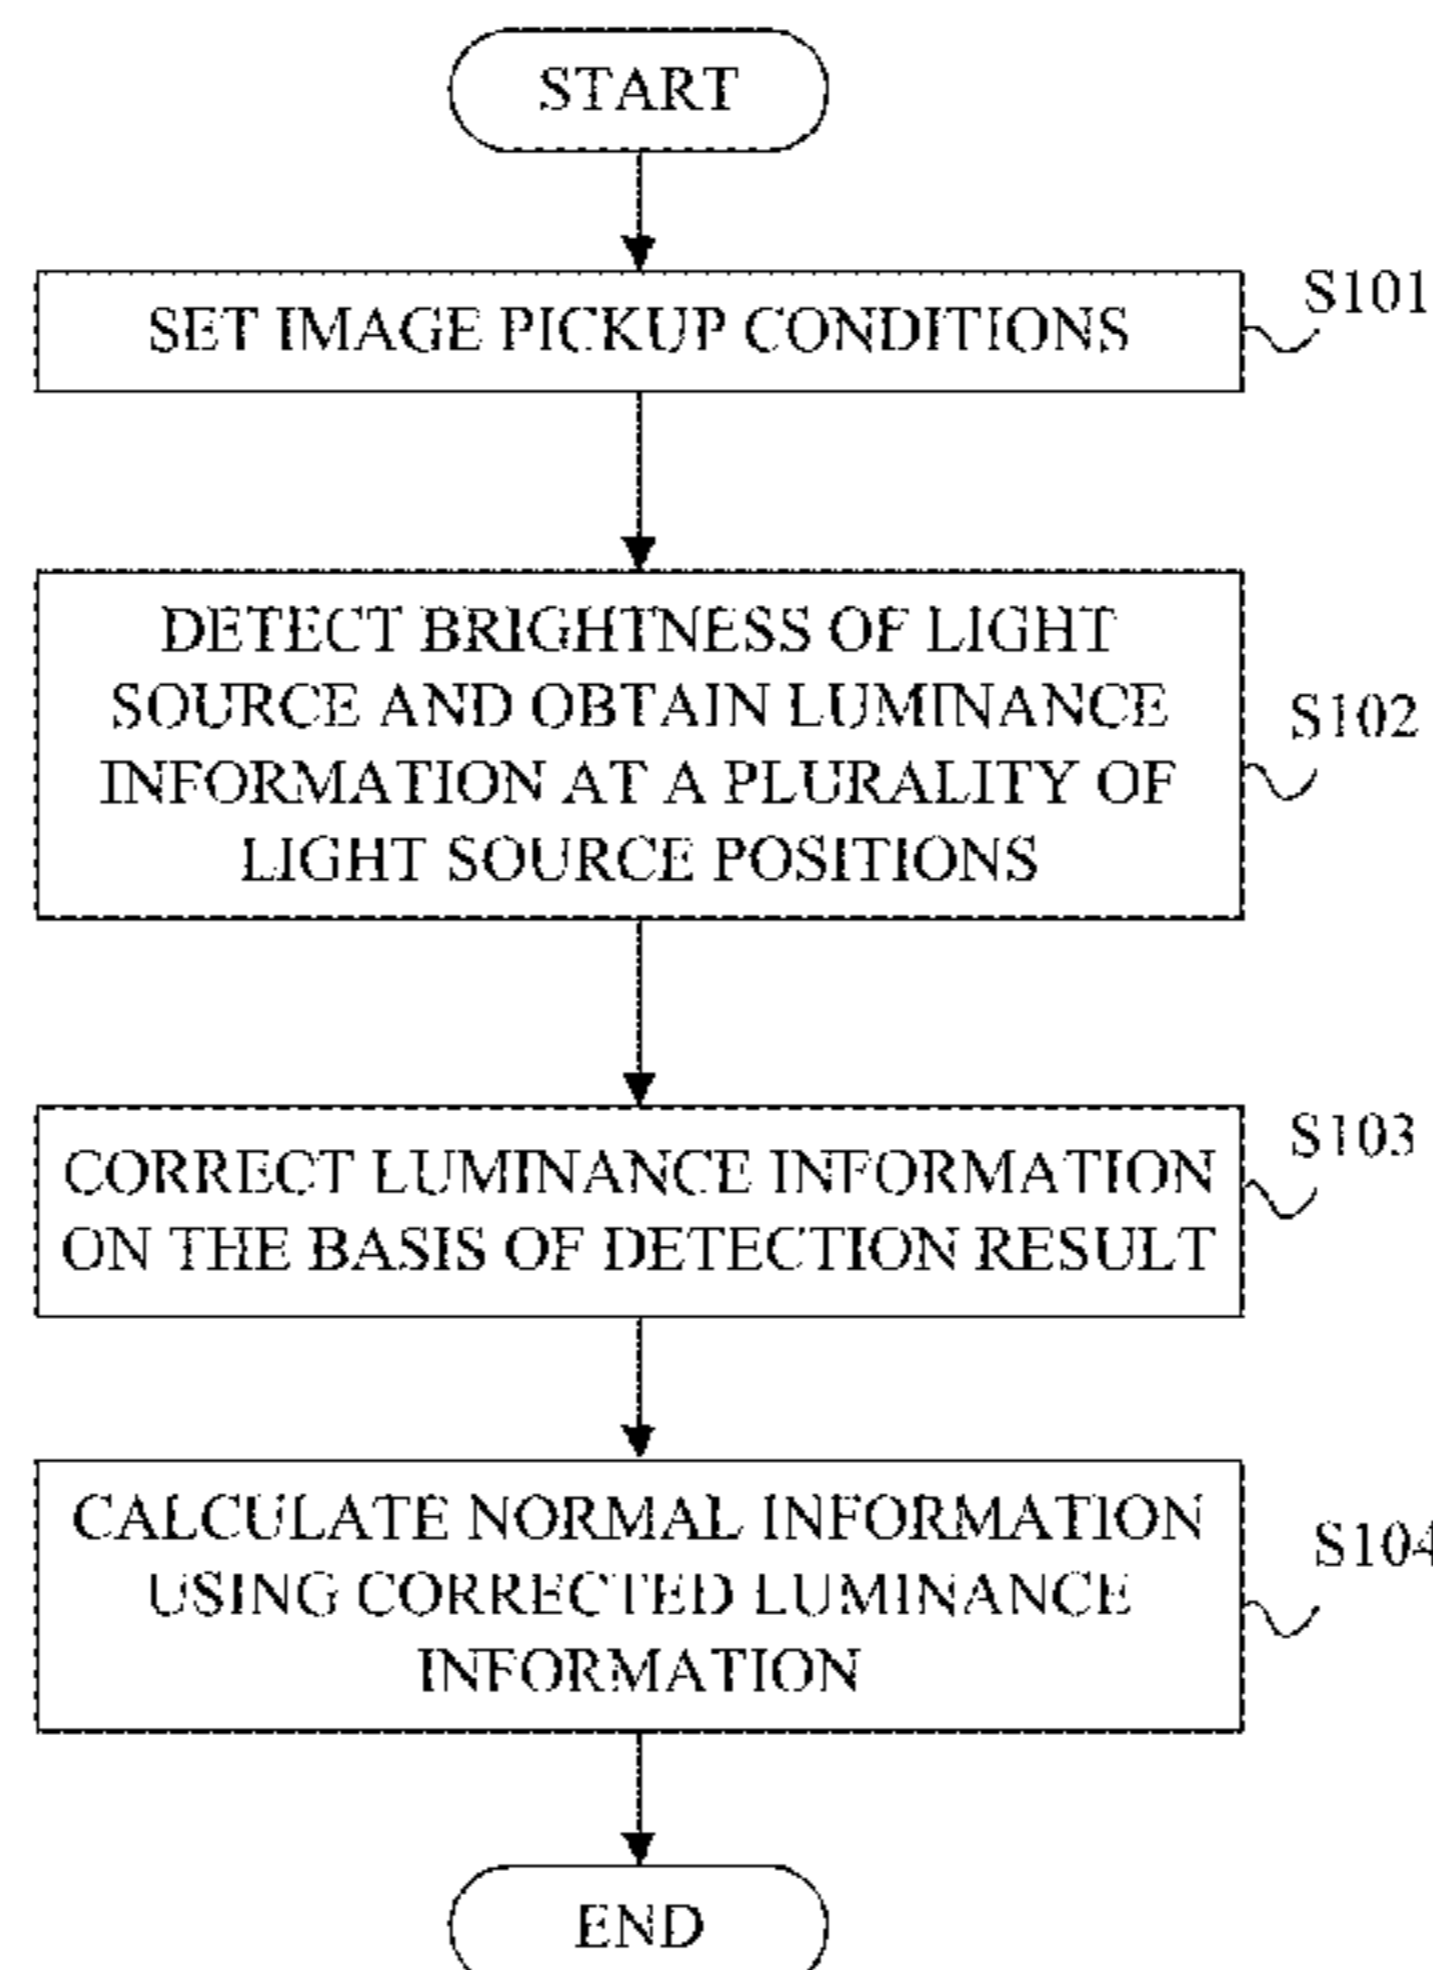 START
SET IMAGE PICKUP CONDITIONS
S101
DETECT BRIGHTNESS OF LIGHT
SOURCE AND OBTAIN LUMINANCE
INFORMATION AT A PLURALITY OF
LIGHT SOURCE POSITIONS
S102
CORRECT LUMINANCE INFORMATION
ON THE BASIS OF DETECTION RESULT
S103
CALCULATE NORMAL INFORMATION
USING CORRECTED LUMINANCE
INFORMATION
S104
END